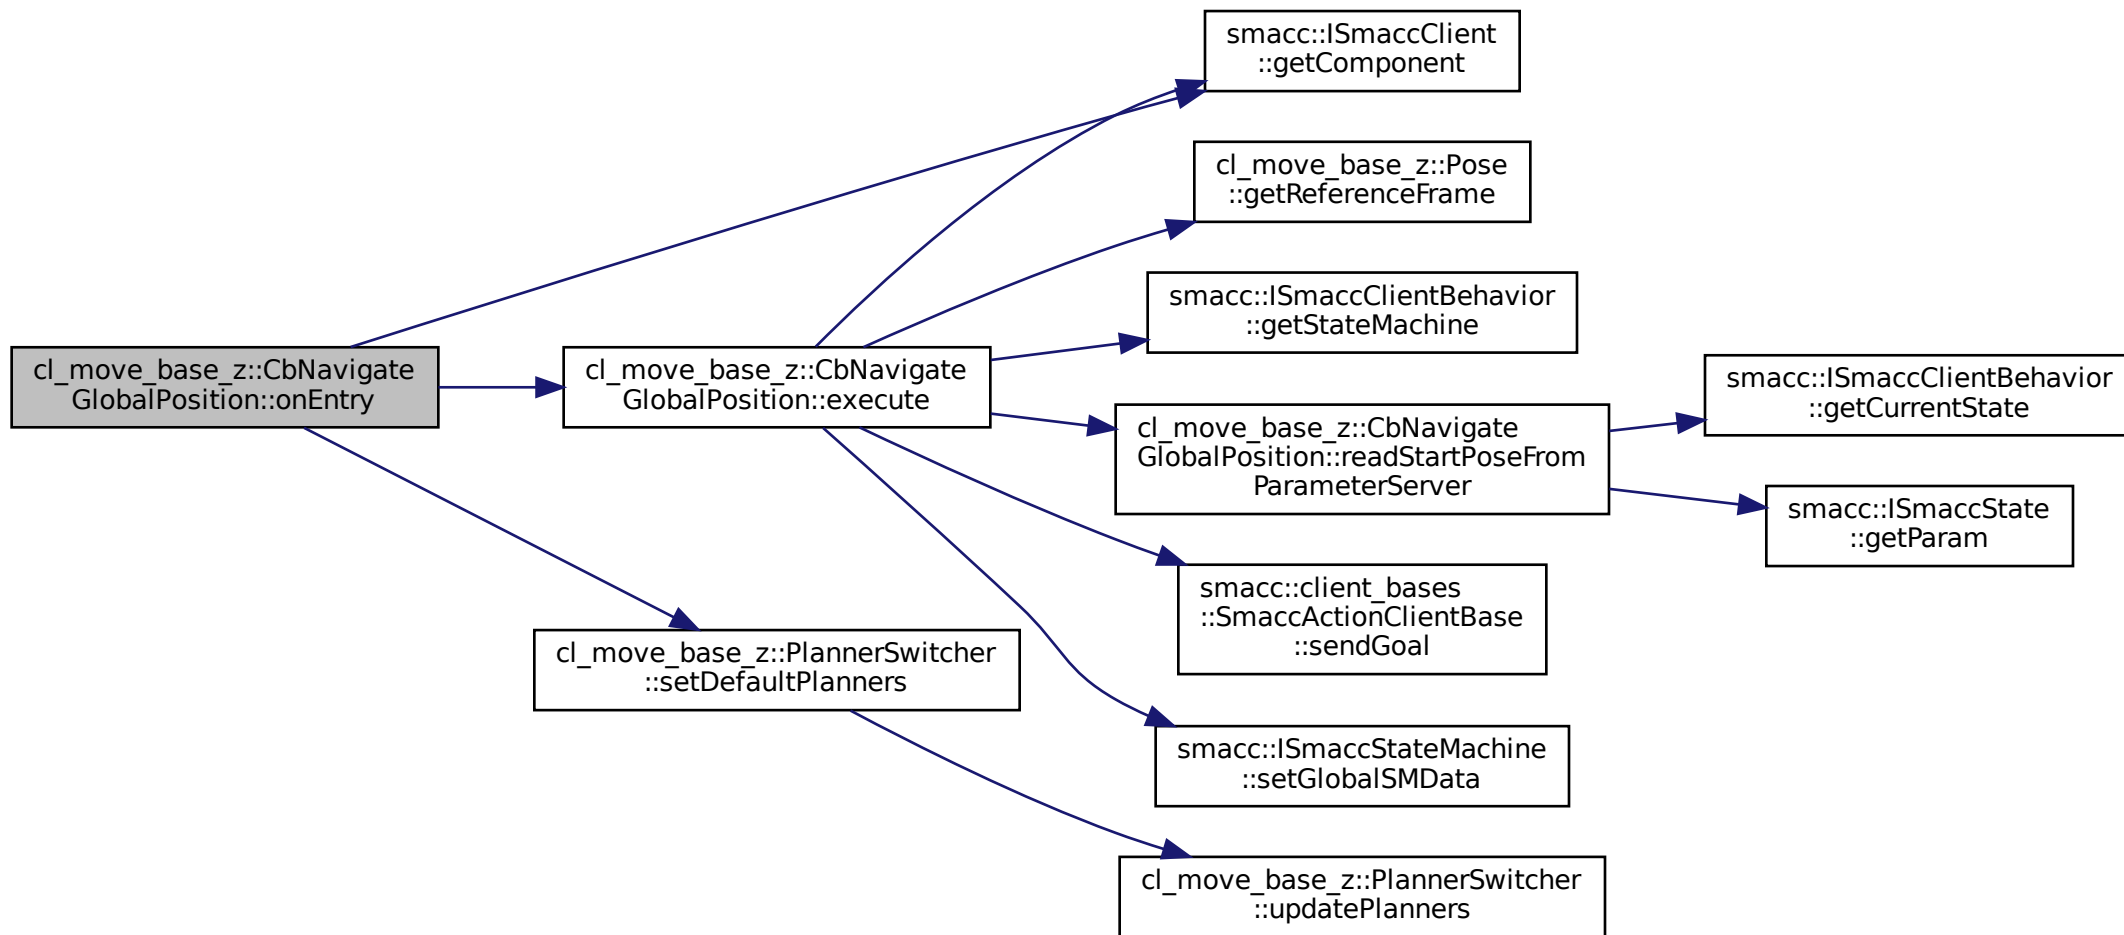 smacc::ISmaccClient
::getComponent
cl_move_base_z::Pose
::getReferenceFrame
smacc::ISmaccClientBehavior
::getStateMachine
cl_move_base_z::CbNavigate
GlobalPosition::onEntry
cl_move_base_z::CbNavigate
GlobalPosition::execute
smacc::ISmaccClientBehavior
::getCurrentState
cl_move_base_z::CbNavigate
GlobalPosition::readStartPoseFrom
ParameterServer
smacc::ISmaccState
::getParam
smacc::client_bases
::SmaccActionClientBase
::sendGoal
cl_move_base_z::PlannerSwitcher
::setDefaultPlanners
smacc::ISmaccStateMachine
::setGlobalSMData
cl_move_base_z::PlannerSwitcher
::updatePlanners